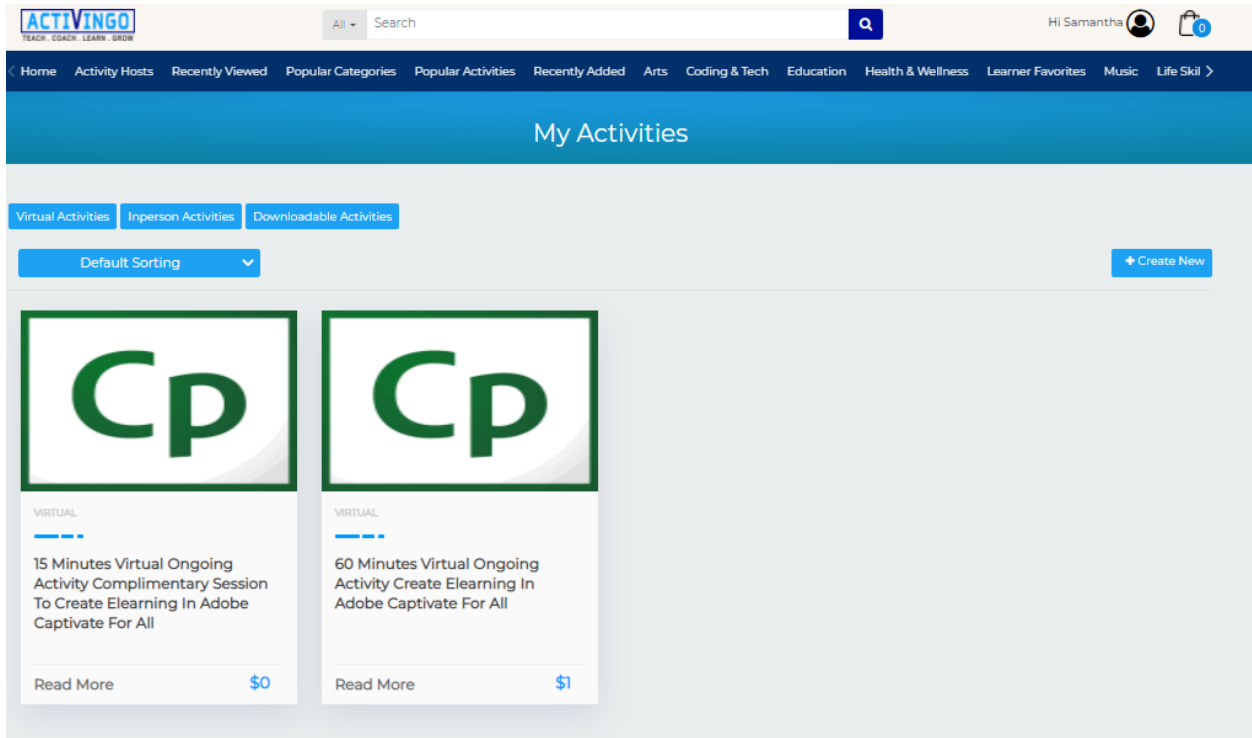 ACTIVINGO
TEACH . COACH . LEARN . GROW
All
Search
Hi Samantha
0
Home Activity Hosts Recently Viewed Popular Categories Popular Activities Recently Added Arts Coding & Tech Education Health & Wellness Learner Favorites Music Life Skil
My Activities
Virtual Activities
Inperson Activities
Downloadable Activities
Default Sorting
Create New
Cp
VIRTUAL
15 Minutes Virtual Ongoing
Activity Complimentary Session
To Create Elearning In Adobe
Captivate For All
Read More $0
Cp
VIRTUAL
60 Minutes Virtual Ongoing
Activity Create Elearning In
Adobe Captivate For All
Read More $1